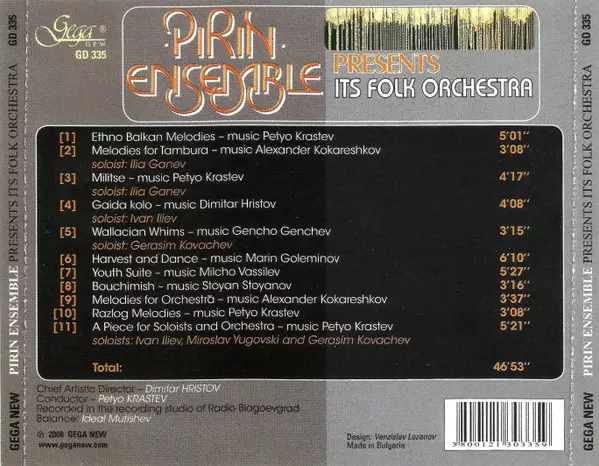 Gega ®
new
GD 335
PIRIN
ENSEMBLE
PRESENTS
ITS FOLK ORCHESTRA
[1] Ethno Balkan Melodies – music Petyo Krastev 5'01''
[2] Melodies for Tambura – music Alexander Kokareshkov 3'08''
soloist: Ilia Ganev
[3] Militse – music Petyo Krastev 4'17''
soloist: Ilia Ganev
[4] Gaida kolo – music Dimitar Hristov 4'08''
soloist: Ivan Iliev
[5] Wallacian Whims – music Gencho Genchev 3'15''
soloist: Gerasim Kovachev
[6] Harvest and Dance – music Marin Goleminov 6'10''
[7] Youth Suite – music Milcho Vassilev 5'27''
[8] Bouchimish – music Stoyan Stoyanov 3'16''
[9] Melodies for Orchestra – music Alexander Kokareshkov 3'37''
[10] Razlog Melodies – music Petyo Krastev 3'08''
[11] A Piece for Soloists and Orchestra – music Petyo Krastev 5'21''
soloists: Ivan Iliev, Miroslav Yugovski and Gerasim Kovachev
Total: 46'53''
Chief Artistic Director – Dimitar HRISTOV
Conductor – Petyo KRASTEV
Recorded in the recording studio of Radio Blagoevgrad
Balance: Ideal Mutishev
℗ 2008 GEGA NEW
www.geganew.com
Design: Venzislav Lozanov
Made in Bulgaria
3800121303359
GEGA NEW PIRIN ENSEMBLE PRESENTS ITS FOLK ORCHESTRA GD 335
GEGA NEW PIRIN ENSEMBLE PRESENTS ITS FOLK ORCHESTRA GD 335